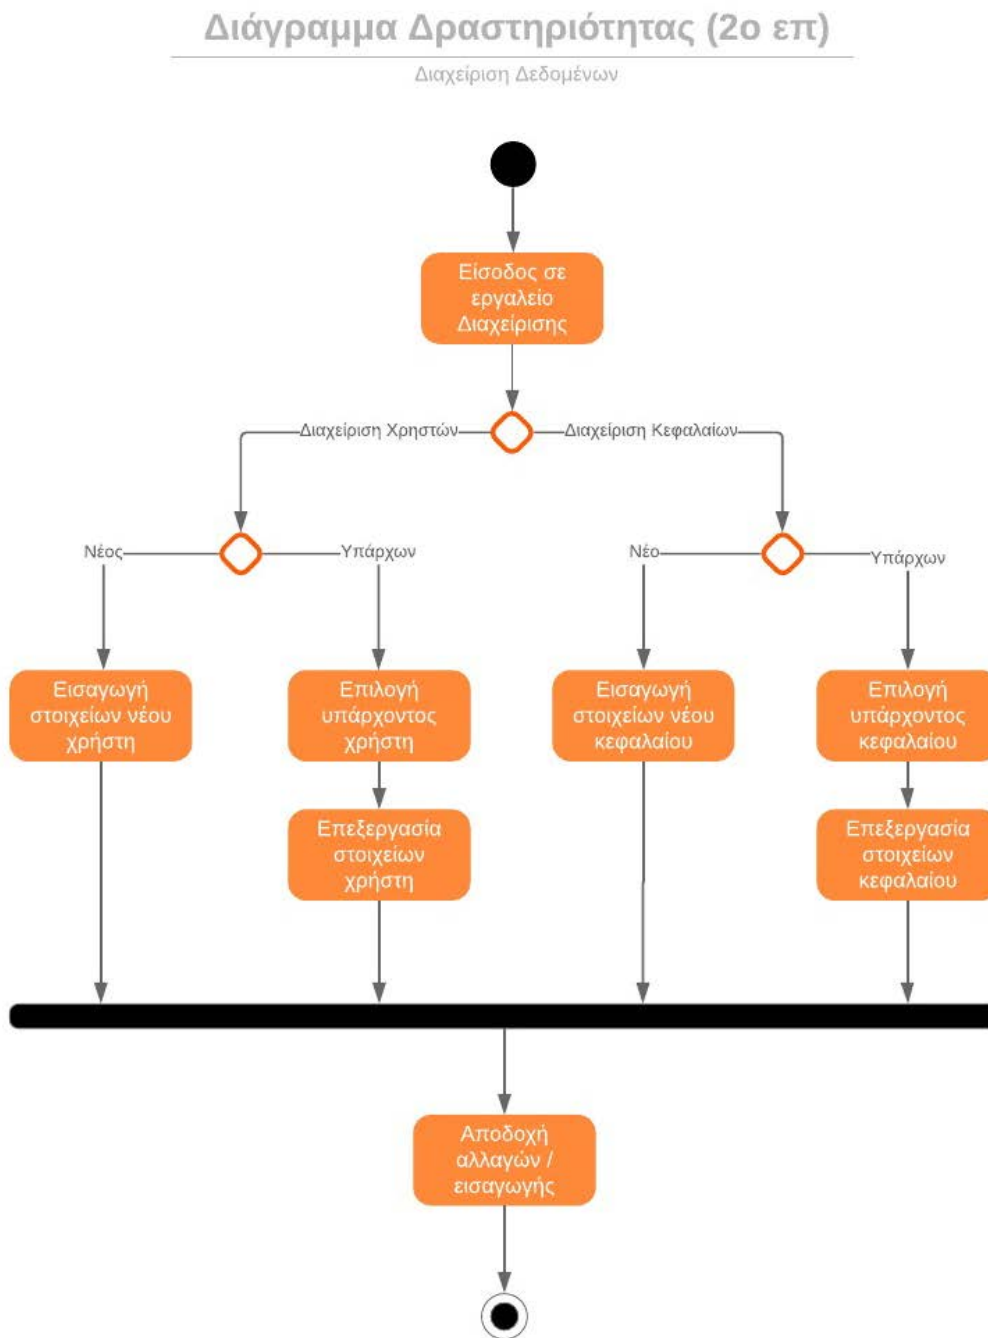 Διάγραμμα Δραστηριότητας (2ο επ)
Διαχείριση Δεδομένων
Είσοδος σε
εργαλείο
Διαχείρισης
Διαχείριση Χρηστών
Διαχείριση Κεφαλαίων
Νέος
Υπάρχων
Νέο
Υπάρχων
Εισαγωγή
στοιχείων νέου
χρήστη
Επιλογή
υπάρχοντος
χρήστη
Εισαγωγή
στοιχείων νέου
κεφαλαίου
Επιλογή
υπάρχοντος
κεφαλαίου
Επεξεργασία
στοιχείων
χρήστη
Επεξεργασία
στοιχείων
κεφαλαίου
Αποδοχή
αλλαγών /
εισαγωγής